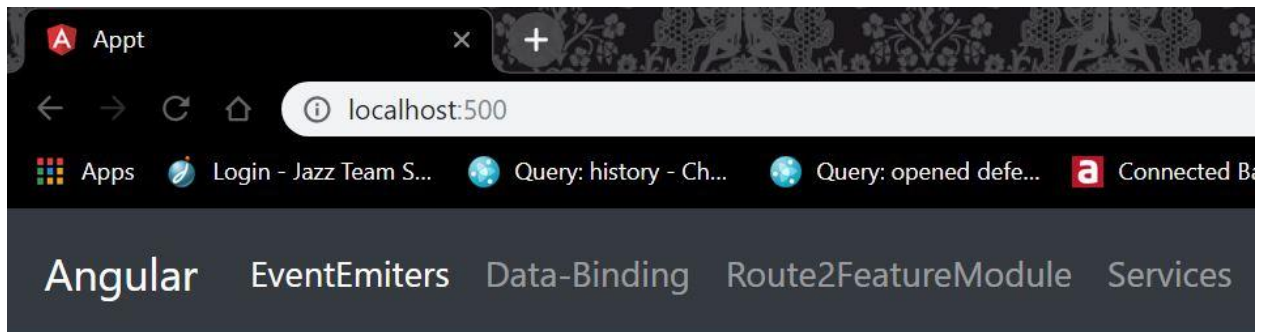 Appt
localhost:500
Apps Login - Jazz Team S... Query: history - Ch... Query: opened defe... a Connected Ba
Angular EventEmiters Data-Binding Route2FeatureModule Services